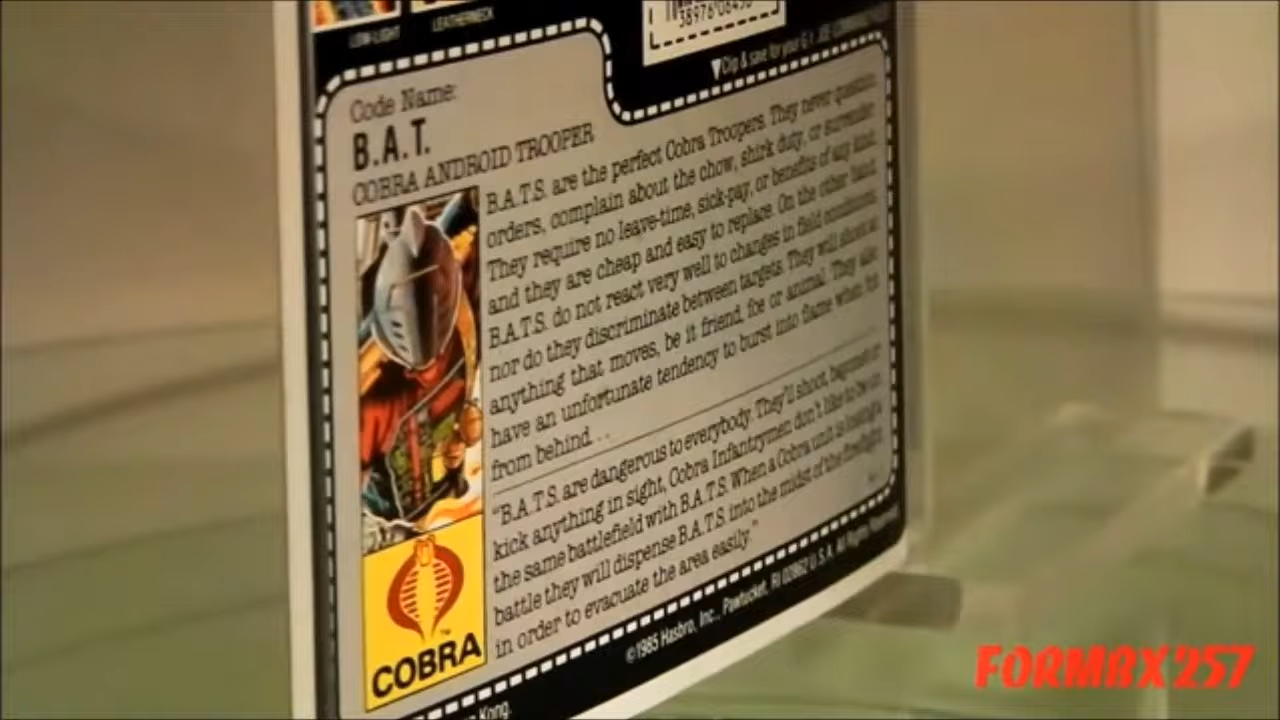 LOW-LIGHT
LEATHERNECK
38976 0645
▼Clip & save for your G.I. JOE
Code Name:
B.A.T.
COBRA ANDROID TROOPER
B.A.T.S. are the perfect Cobra Troopers. They never question
orders, complain about the chow, shirk duty, or surrender.
They require no leave-time, sick-pay, or benefits of any kind,
and they are cheap and easy to replace. On the other hand,
B.A.T.S. do not react very well to changes in field conditions,
nor do they discriminate between targets. They will shoot at
anything that moves, be it friend, foe or animal. They also
have an unfortunate tendency to burst into flame when hit
from behind...
"B.A.T.S. are dangerous to everybody. They'll shoot, bayonet or
kick anything in sight, Cobra Infantrymen don't like to be on
the same battlefield with B.A.T.S. When a Cobra unit is losing a
battle they will dispense B.A.T.S. into the midst of the firefight
in order to evacuate the area easily."
COBRA
TM
©1985 Hasbro, Inc., Pawtucket, RI 02862 U.S.A. All Rights Reserved
Kong.
FORMBX257